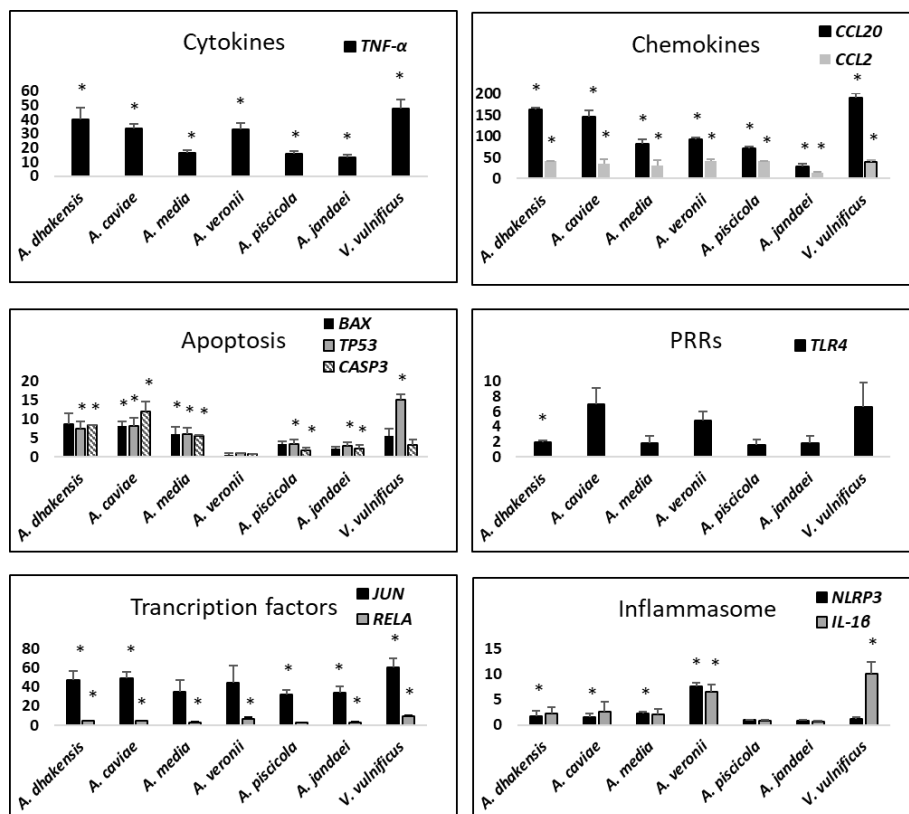 Cytokines
TNF-α
* * * * * * *
60
50
40
30
20
10
0
A. dhakensis
A. caviae
A. media
A. veronii
A. piscicola
A. jandaei
V. vulnificus
Chemokines
CCL20
CCL2
* * * * * * * * * * * * * *
200
150
100
50
0
A. dhakensis
A. caviae
A. media
A. veronii
A. piscicola
A. jandaei
V. vulnificus
Apoptosis
BAX
TP53
CASP3
* * * * * * * * * * * * * 
20
15
10
5
0
A. dhakensis
A. caviae
A. media
A. veronii
A. piscicola
A. jandaei
V. vulnificus
PRRs
TLR4
*
10
8
6
4
2
0
A. dhakensis
A. caviae
A. media
A. veronii
A. piscicola
A. jandaei
V. vulnificus
Trancription factors
JUN
RELA
* * * * * * * * * * *
80
60
40
20
0
A. dhakensis
A. caviae
A. media
A. veronii
A. piscicola
A. jandaei
V. vulnificus
Inflammasome
NLRP3
IL-1β
* * * * * *
15
10
5
0
A. dhakensis
A. caviae
A. media
A. veronii
A. piscicola
A. jandaei
V. vulnificus